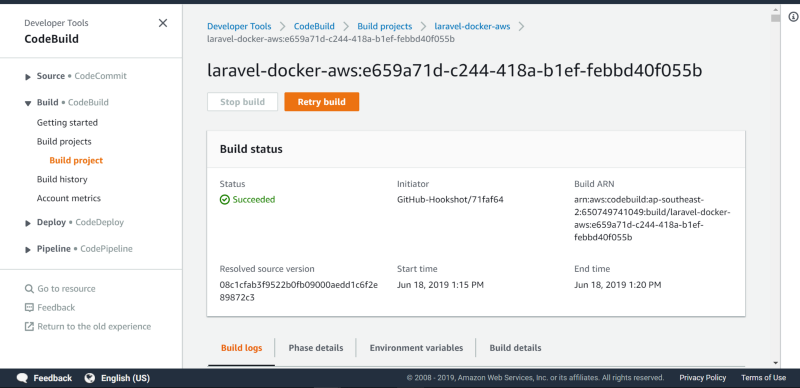 Developer Tools
CodeBuild
Source • CodeCommit
Build • CodeBuild
Getting started
Build projects
Build project
Build history
Account metrics
Deploy • CodeDeploy
Pipeline • CodePipeline
Go to resource
Feedback
Return to the old experience
Developer Tools > CodeBuild > Build projects > laravel-docker-aws >
laravel-docker-aws:e659a71d-c244-418a-b1ef-febbd40f055b
laravel-docker-aws:e659a71d-c244-418a-b1ef-febbd40f055b
Stop build Retry build
Build status
Status Initiator Build ARN
Succeeded GitHub-Hookshot/71faf64 arn:aws:codebuild:ap-southeast-
2:650749741049:build/laravel-docker-
aws:e659a71d-c244-418a-b1ef-
febbd40f055b
Resolved source version Start time End time
08c1cfab3f9522b0fb09000aedd1c6f2e Jun 18, 2019 1:15 PM Jun 18, 2019 1:20 PM
89872c3
Build logs Phase details Environment variables Build details
Feedback English (US) © 2008 - 2019, Amazon Web Services, Inc. or its affiliates. All rights reserved. Privacy Policy Terms of Use